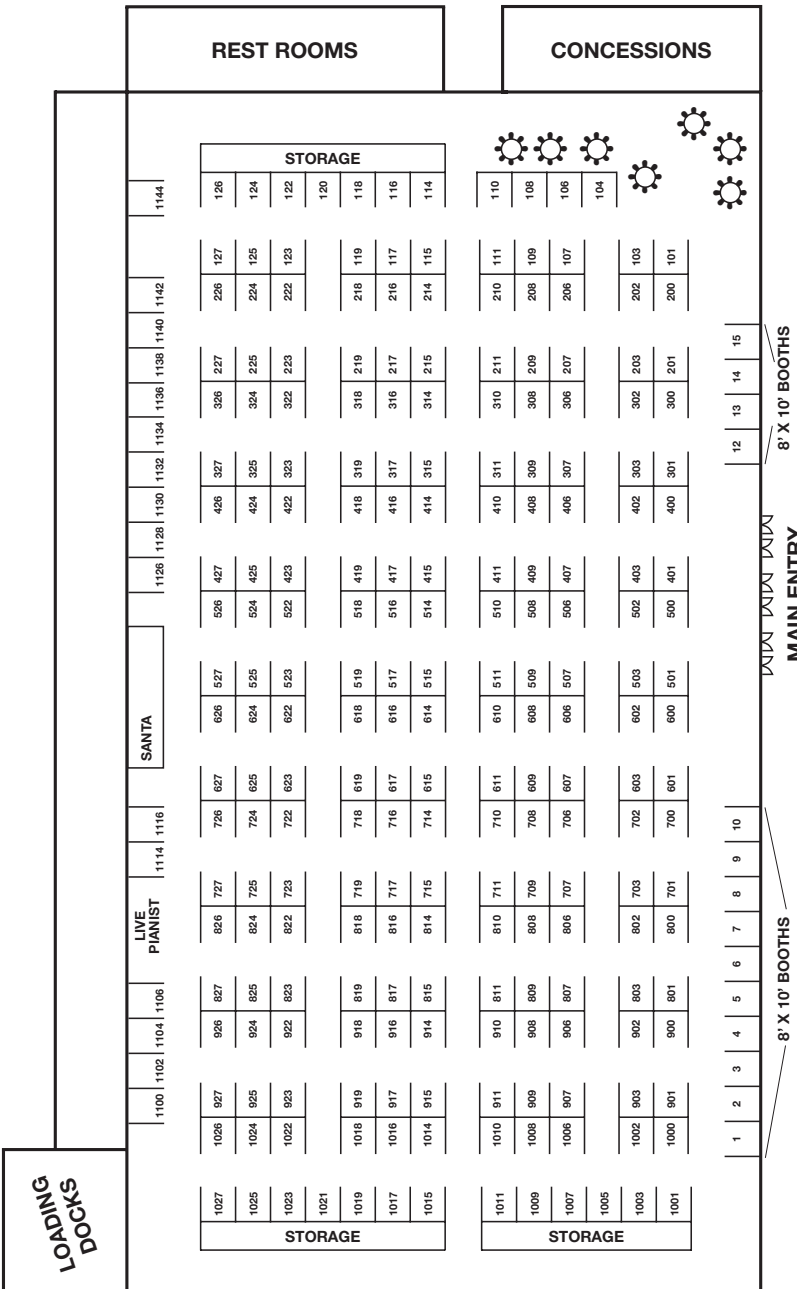 REST ROOMS
CONCESSIONS
STORAGE
126 124 122 120 118 116 114 110 108 106 104
1144
127 125 123 119 117 115 111 109 107 103 101
226 224 222 218 216 214 210 208 206 202 200
1142
1140
1138
1136
1134
1132
1130
1128
1126
227 225 223 219 217 215 211 209 207 203 201
326 324 322 318 316 314 310 308 306 302 300
15
14
13
12
8' X 10' BOOTHS
327 325 323 319 317 315 311 309 307 303 301
426 424 422 418 416 414 410 408 406 402 400
427 425 423 419 417 415 411 409 407 403 401
526 524 522 518 516 514 510 508 506 502 500
MAIN ENTRY
SANTA
527 525 523 519 517 515 511 509 507 503 501
626 624 622 618 616 614 610 608 606 602 600
627 625 623 619 617 615 611 609 607 603 601
726 724 722 718 716 714 710 708 706 702 700
1116
1114
LIVE
PIANIST
727 725 723 719 717 715 711 709 707 703 701
826 824 822 818 816 814 810 808 806 802 800
10
9
8
7
6
5
4
3
2
1
8' X 10' BOOTHS
827 825 823 819 817 815 811 809 807 803 801
926 924 922 918 916 914 910 908 906 902 900
1106
1104
1102
1100
927 925 923 919 917 915 911 909 907 903 901
1026 1024 1022 1018 1016 1014 1010 1008 1006 1002 1000
LOADING
DOCKS
1027 1025 1023 1021 1019 1017 1015 1011 1009 1007 1005 1003 1001
STORAGE
STORAGE